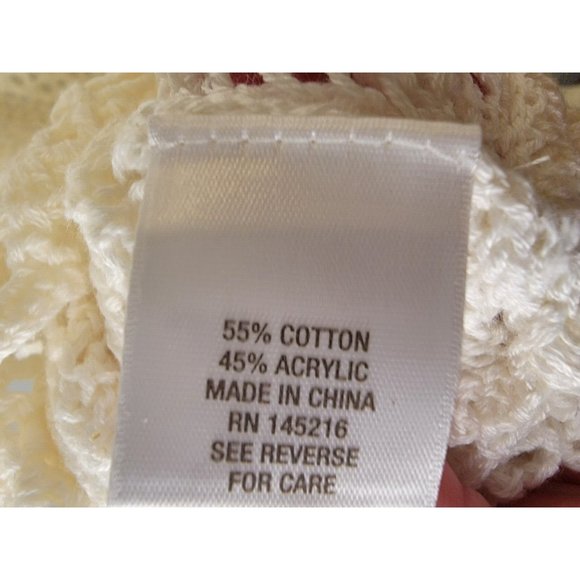 55% COTTON
45% ACRYLIC
MADE IN CHINA
RN 145216
SEE REVERSE
FOR CARE